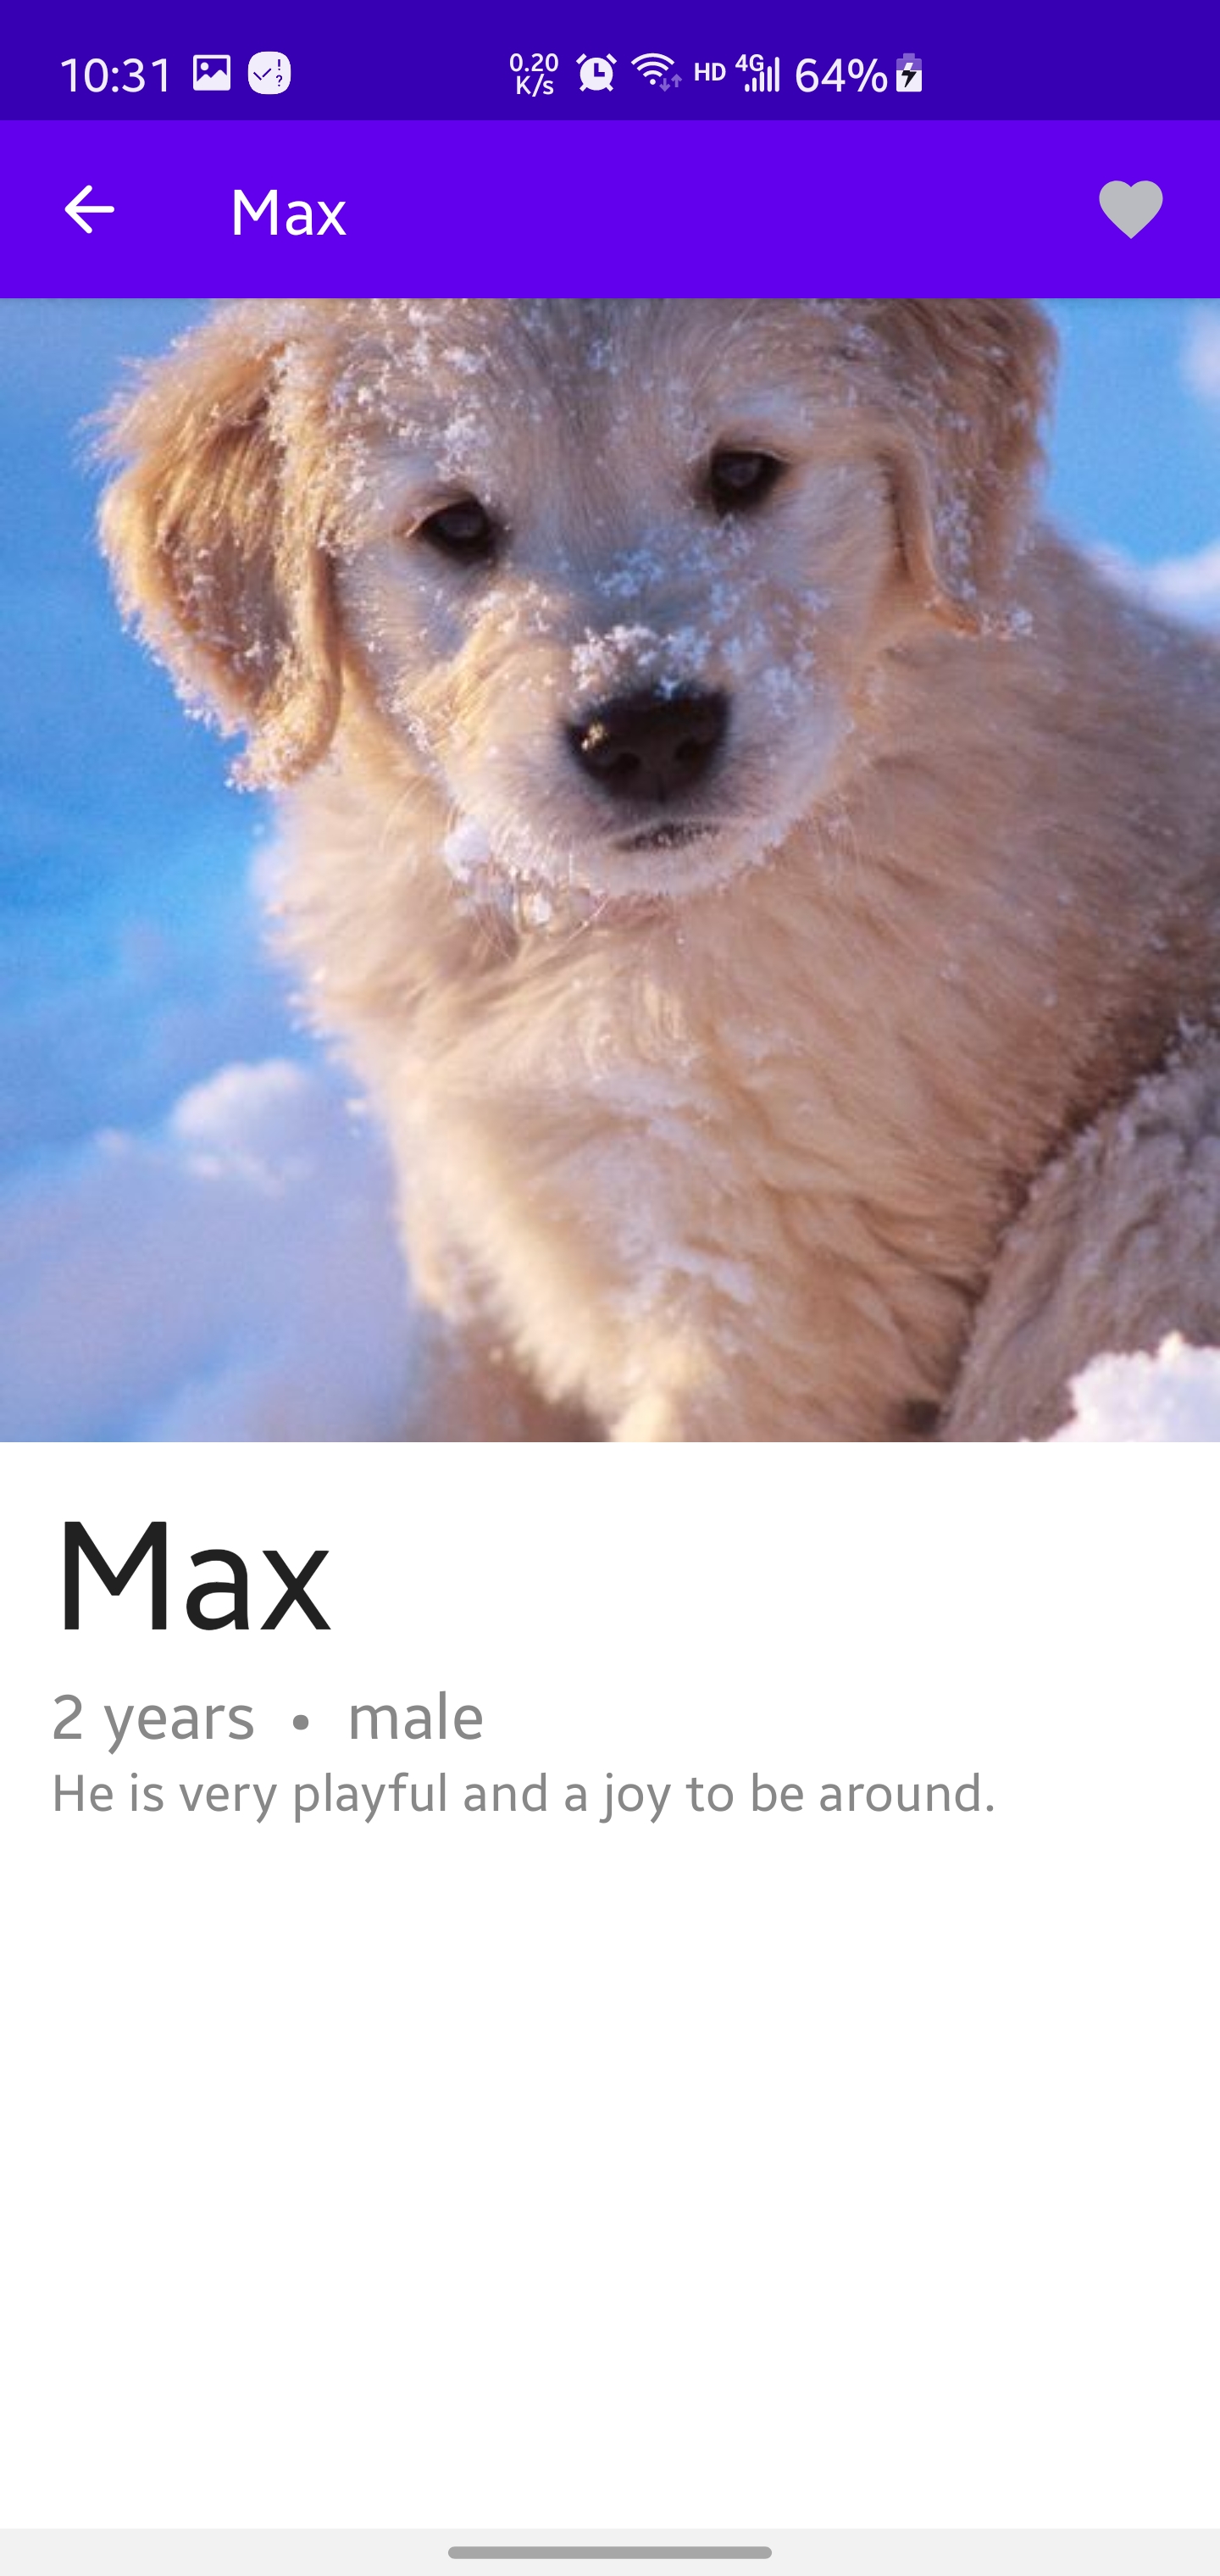 10:31 0.20 K/s HD 4G 64%
Max
Max
2 years • male
He is very playful and a joy to be around.